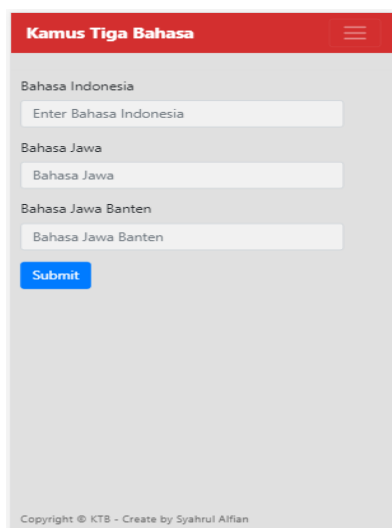 Kamus Tiga Bahasa
Bahasa Indonesia
Enter Bahasa Indonesia
Bahasa Jawa
Bahasa Jawa
Bahasa Jawa Banten
Bahasa Jawa Banten
Submit
Copyright © KTB - Create by Syahrul Alfian